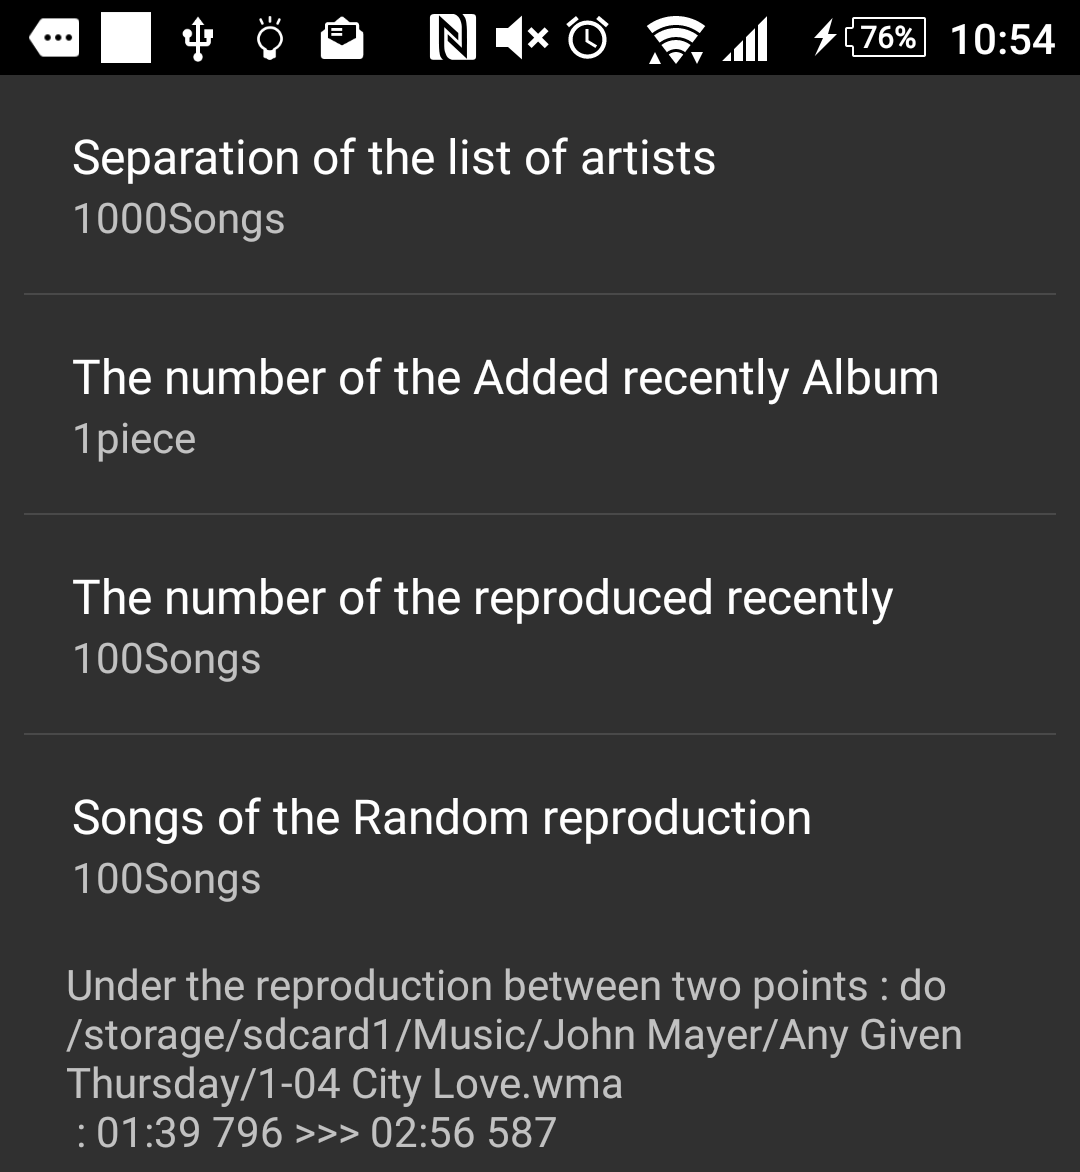 76% 10:54
Separation of the list of artists
1000Songs
The number of the Added recently Album
1piece
The number of the reproduced recently
100Songs
Songs of the Random reproduction
100Songs
Under the reproduction between two points : do
/storage/sdcard1/Music/John Mayer/Any Given
Thursday/1-04 City Love.wma
: 01:39 796 >>> 02:56 587